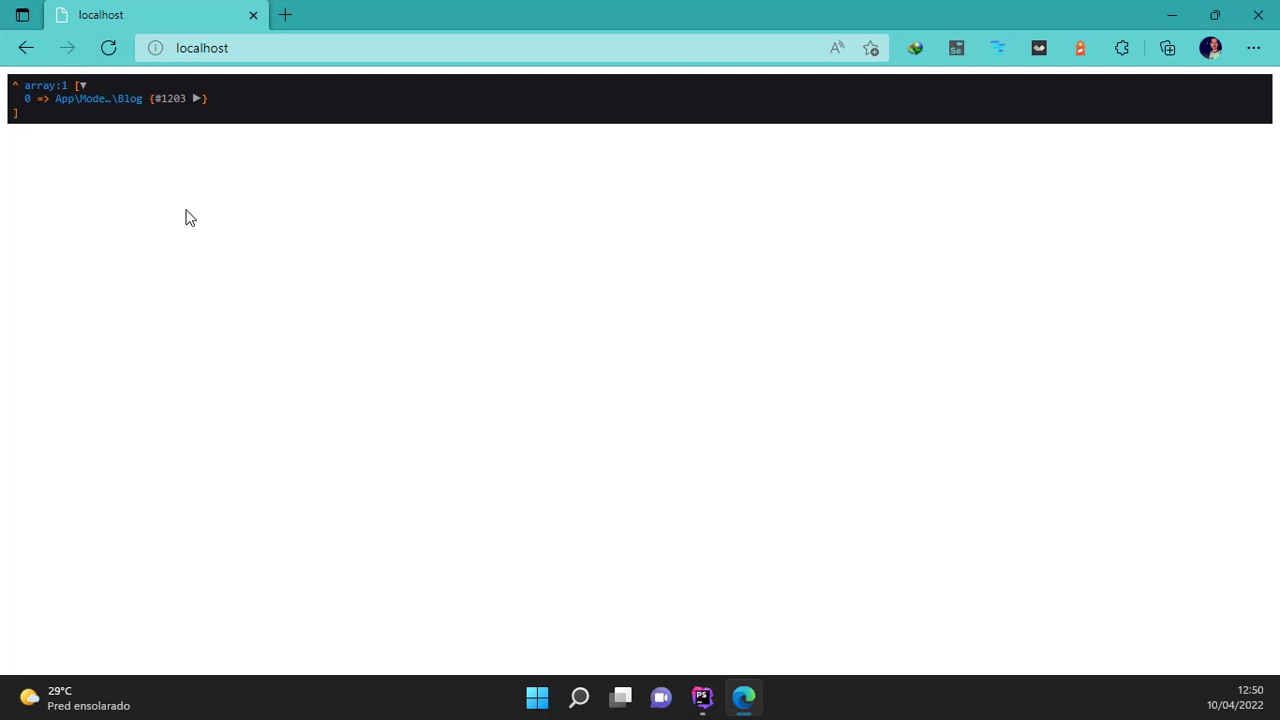 localhost
localhost
^ array:1 [▼
0 => App\Mode…\Blog {#1203 ▶}
]
29°C
Pred ensolarado
12:50
10/04/2022